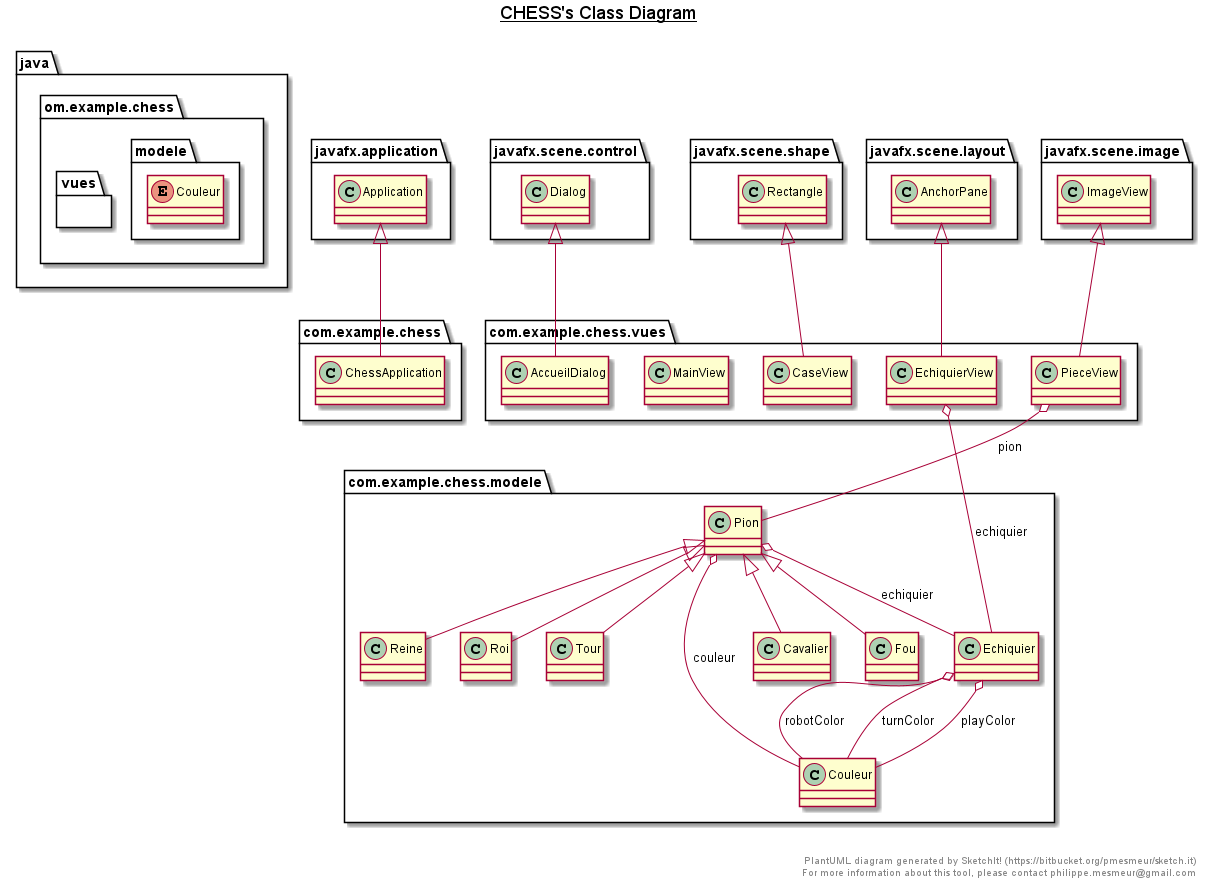 CHESS's Class Diagram
java
om.example.chess
vues
modele
E Couleur
javafx.application
C Application
javafx.scene.control
C Dialog
javafx.scene.shape
C Rectangle
javafx.scene.layout
C AnchorPane
javafx.scene.image
C ImageView
com.example.chess
C ChessApplication
com.example.chess.vues
C AccueilDialog
C MainView
C CaseView
C EchiquierView
C PieceView
pion
echiquier
com.example.chess.modele
C Pion
echiquier
couleur
C Reine
C Roi
C Tour
C Cavalier
C Fou
C Echiquier
robotColor
turnColor
playColor
C Couleur
PlantUML diagram generated by SketchIt! (https://bitbucket.org/pmesmeur/sketch.it)
For more information about this tool, please contact philippe.mesmeur@gmail.com